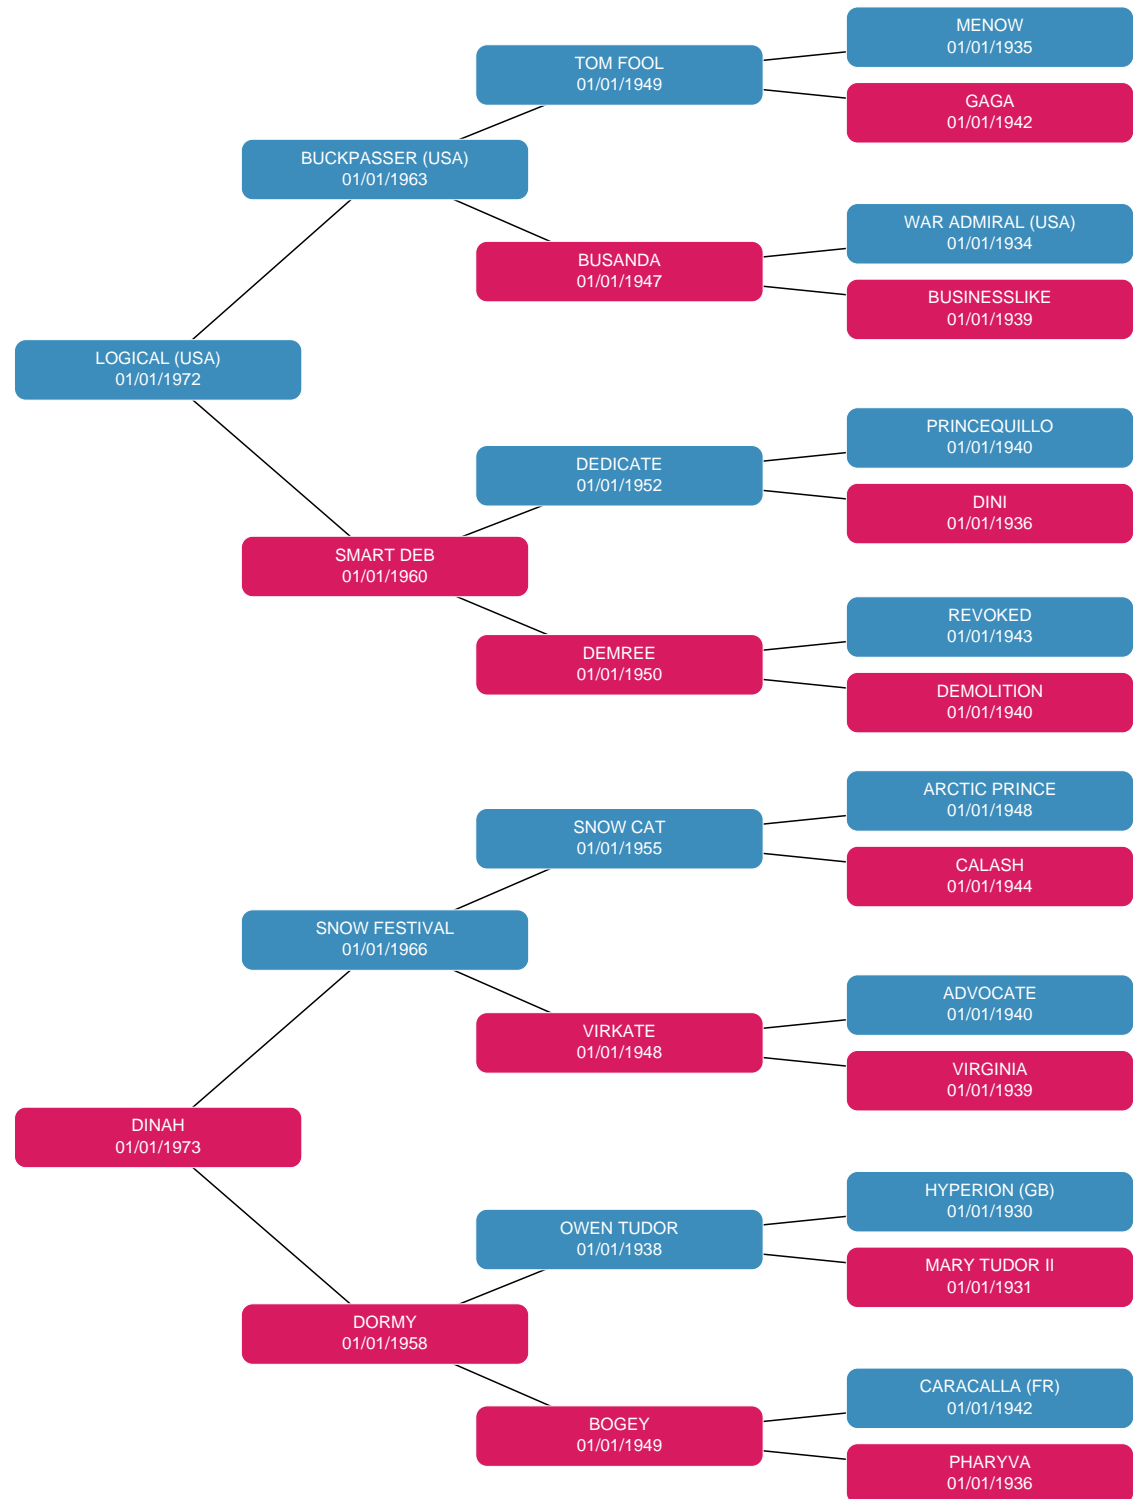 MENOW
01/01/1935
TOM FOOL
01/01/1949
GAGA
01/01/1942
BUCKPASSER (USA)
01/01/1963
WAR ADMIRAL (USA)
01/01/1934
BUSANDA
01/01/1947
BUSINESSLIKE
01/01/1939
LOGICAL (USA)
01/01/1972
PRINCEQUILLO
01/01/1940
DEDICATE
01/01/1952
DINI
01/01/1936
SMART DEB
01/01/1960
REVOKED
01/01/1943
DEMREE
01/01/1950
DEMOLITION
01/01/1940
ARCTIC PRINCE
01/01/1948
SNOW CAT
01/01/1955
CALASH
01/01/1944
SNOW FESTIVAL
01/01/1966
ADVOCATE
01/01/1940
VIRKATE
01/01/1948
VIRGINIA
01/01/1939
DINAH
01/01/1973
HYPERION (GB)
01/01/1930
OWEN TUDOR
01/01/1938
MARY TUDOR II
01/01/1931
DORMY
01/01/1958
CARACALLA (FR)
01/01/1942
BOGEY
01/01/1949
PHARYVA
01/01/1936